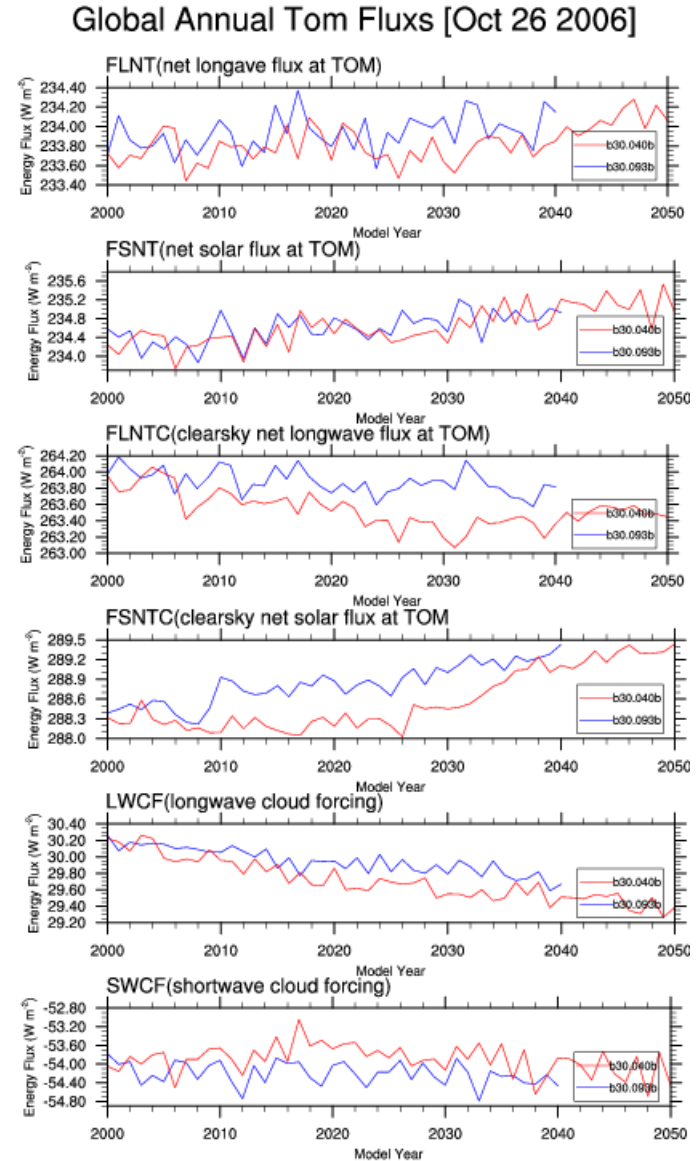 Global Annual Tom Fluxs [Oct 26 2006]
FLNT(net longave flux at TOM)
Energy Flux (W m-2)
234.40
234.20
234.00
233.80
233.60
233.40
b30.040b
b30.093b
2000 2010 2020 2030 2040 2050
Model Year
FSNT(net solar flux at TOM)
Energy Flux (W m-2)
235.6
235.2
234.8
234.4
234.0
b30.040b
b30.093b
2000 2010 2020 2030 2040 2050
Model Year
FLNTC(clearsky net longwave flux at TOM)
Energy Flux (W m-2)
264.20
264.00
263.80
263.60
263.40
263.20
263.00
b30.040b
b30.093b
2000 2010 2020 2030 2040 2050
Model Year
FSNTC(clearsky net solar flux at TOM
Energy Flux (W m-2)
289.5
289.2
288.9
288.6
288.3
288.0
b30.040b
b30.093b
2000 2010 2020 2030 2040 2050
Model Year
LWCF(longwave cloud forcing)
Energy Flux (W m-2)
30.40
30.20
30.00
29.80
29.60
29.40
29.20
b30.040b
b30.093b
2000 2010 2020 2030 2040 2050
Model Year
SWCF(shortwave cloud forcing)
Energy Flux (W m-2)
-52.80
-53.20
-53.60
-54.00
-54.40
-54.80
b30.040b
b30.093b
2000 2010 2020 2030 2040 2050
Model Year